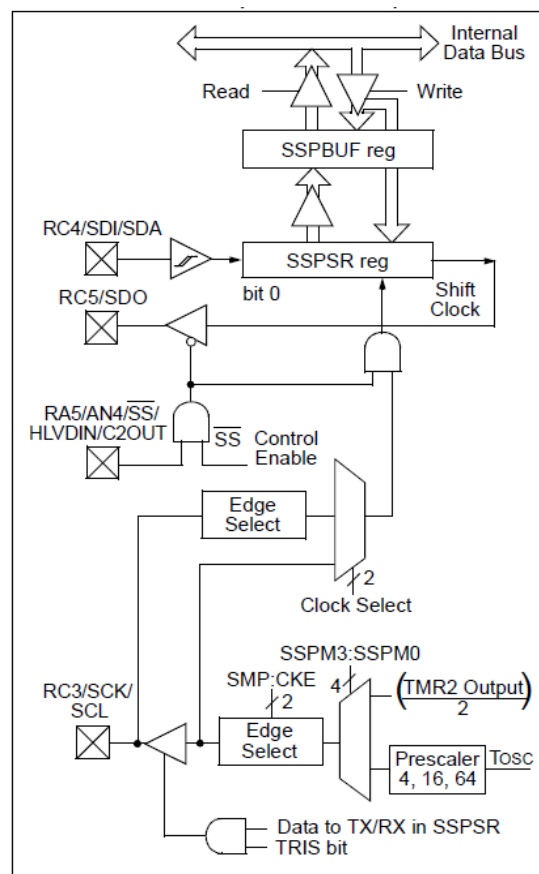 Internal
Data Bus
Read
Write
SSPBUF reg
RC4/SDI/SDA
SSPSR reg
bit 0
Shift
Clock
RC5/SDO
RA5/AN4/SS/
HLVDIN/C2OUT
SS
Control
Enable
Edge
Select
2
Clock Select
SSPM3:SSPM0
SMP:CKE
4
(TMR2 Output)
2
2
RC3/SCK/
SCL
Edge
Select
Prescaler
4, 16, 64
TOSC
Data to TX/RX in SSPSR
TRIS bit